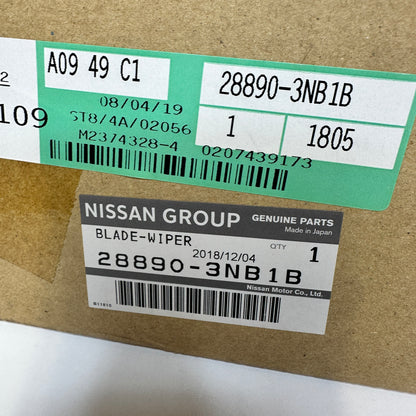 2
109
A09 49 C1
08/04/19
ST8/4A/02056
M2374328-4
28890-3NB1B
1
1805
0207439173
NISSAN GROUP
GENUINE PARTS
Made in Japan
BLADE-WIPER
2018/12/04
Q'TY
1
28890-3NB1B
Nissan Motor Co., Ltd.
B11810